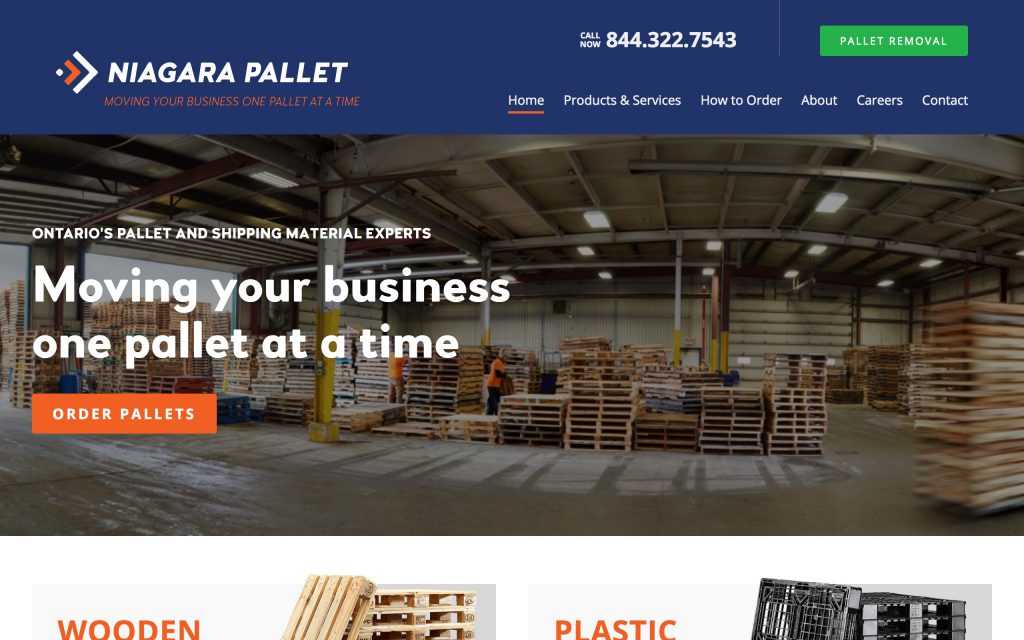 CALL NOW 844.322.7543
PALLET REMOVAL
NIAGARA PALLET
MOVING YOUR BUSINESS ONE PALLET AT A TIME
Home Products & Services How to Order About Careers Contact
ONTARIO'S PALLET AND SHIPPING MATERIAL EXPERTS
Moving your business
one pallet at a time
ORDER PALLETS
WOODEN
PLASTIC